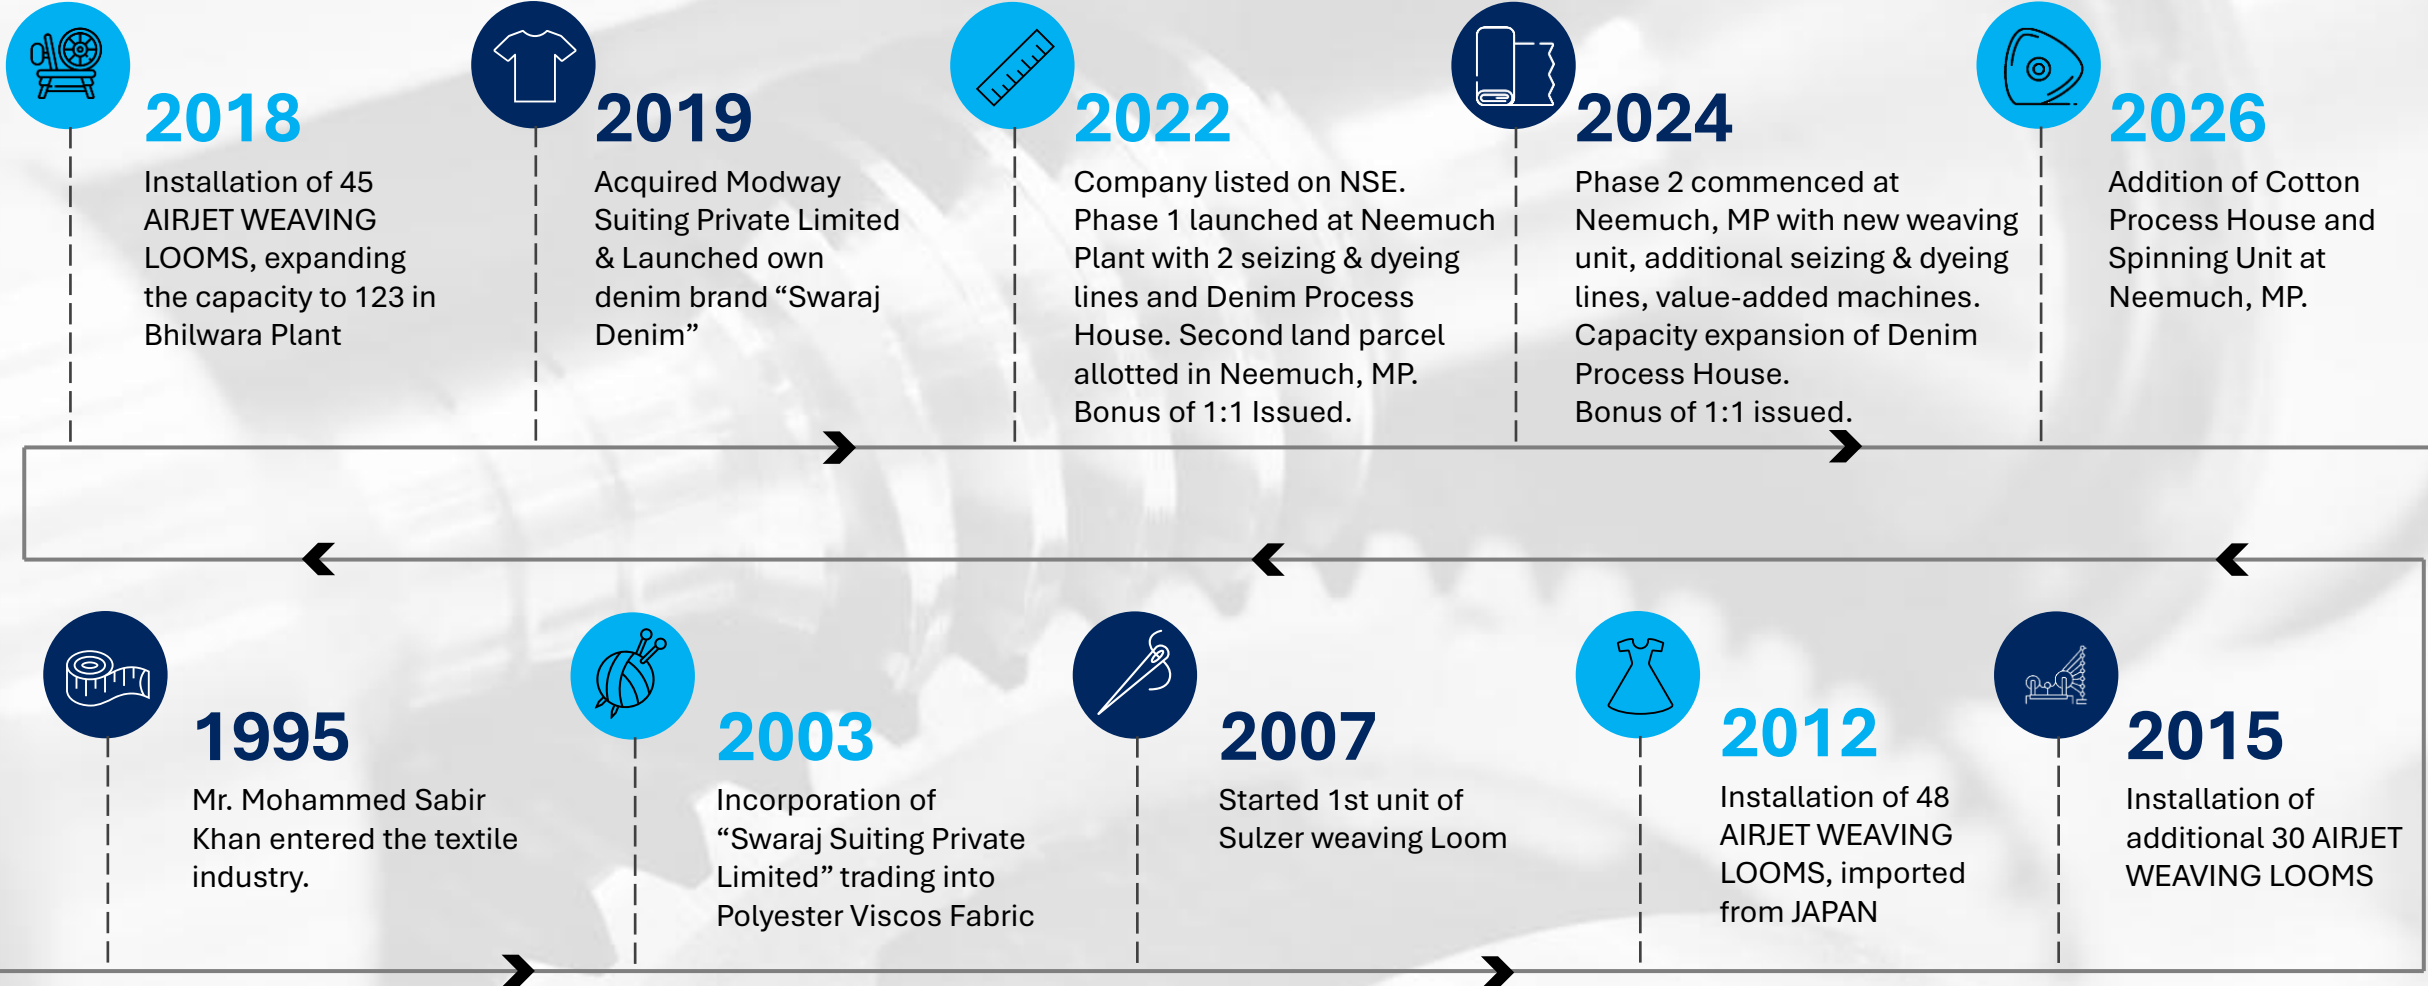 2018
Installation of 45
AIRJET WEAVING
LOOMS, expanding
the capacity to 123 in
Bhilwara Plant
2019
Acquired Modway
Suiting Private Limited
& Launched own
denim brand “Swaraj
Denim”
2022
Company listed on NSE.
Phase 1 launched at Neemuch
Plant with 2 seizing & dyeing
lines and Denim Process
House. Second land parcel
allotted in Neemuch, MP.
Bonus of 1:1 Issued.
2024
Phase 2 commenced at
Neemuch, MP with new weaving
unit, additional seizing & dyeing
lines, value-added machines.
Capacity expansion of Denim
Process House.
Bonus of 1:1 issued.
2026
Addition of Cotton
Process House and
Spinning Unit at
Neemuch, MP.
1995
Mr. Mohammed Sabir
Khan entered the textile
industry.
2003
Incorporation of
“Swaraj Suiting Private
Limited” trading into
Polyester Viscos Fabric
2007
Started 1st unit of
Sulzer weaving Loom
2012
Installation of 48
AIRJET WEAVING
LOOMS, imported
from JAPAN
2015
Installation of
additional 30 AIRJET
WEAVING LOOMS